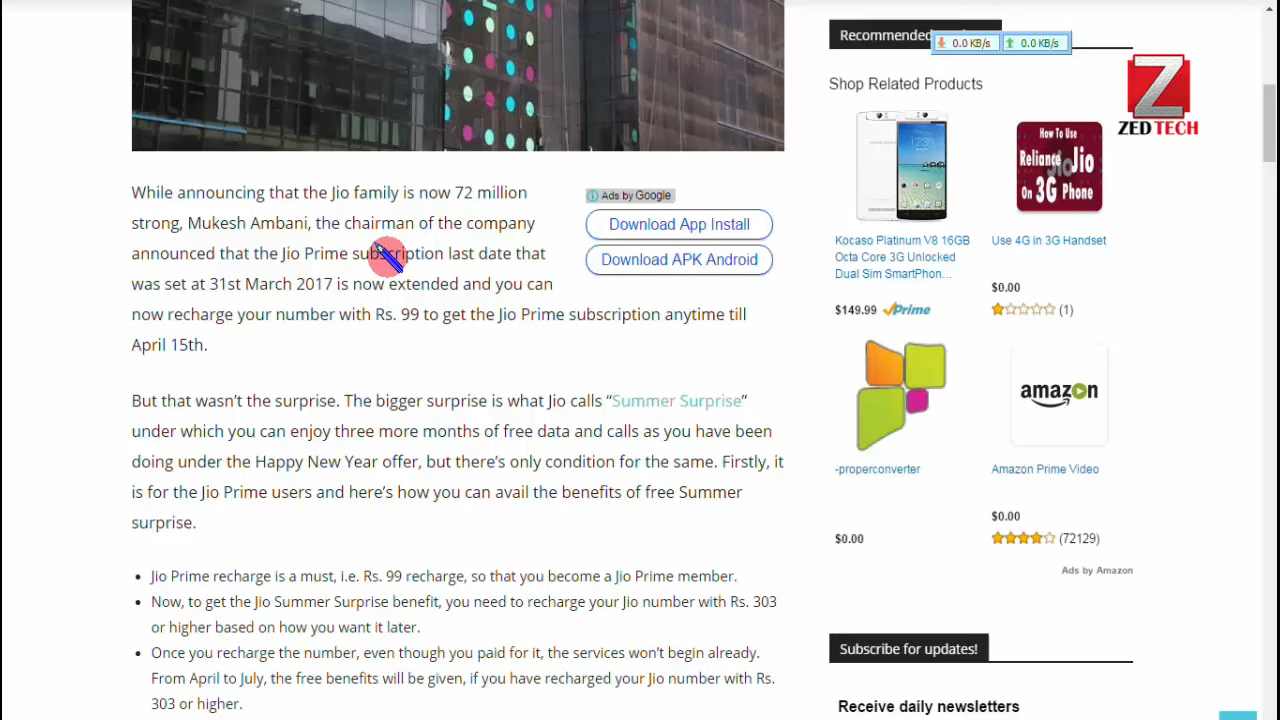 Recommended
0.0 KB/s
0.0 KB/s
Shop Related Products
ZED TECH
How To Use
Reliance Jio
On 3G Phone
While announcing that the Jio family is now 72 million
strong, Mukesh Ambani, the chairman of the company
announced that the Jio Prime subscription last date that
was set at 31st March 2017 is now extended and you can
now recharge your number with Rs. 99 to get the Jio Prime subscription anytime till
April 15th.
Ads by Google
Download App Install
Download APK Android
Kocaso Platinum V8 16GB
Octa Core 3G Unlocked
Dual Sim SmartPhon...
$149.99 Prime
Use 4G in 3G Handset
$0.00
(1)
amazon
-properconverter
$0.00
Amazon Prime Video
$0.00
(72129)
Ads by Amazon
But that wasn’t the surprise. The bigger surprise is what Jio calls “Summer Surprise”
under which you can enjoy three more months of free data and calls as you have been
doing under the Happy New Year offer, but there’s only condition for the same. Firstly, it
is for the Jio Prime users and here’s how you can avail the benefits of free Summer
surprise.
• Jio Prime recharge is a must, i.e. Rs. 99 recharge, so that you become a Jio Prime member.
• Now, to get the Jio Summer Surprise benefit, you need to recharge your Jio number with Rs. 303
or higher based on how you want it later.
• Once you recharge the number, even though you paid for it, the services won’t begin already.
From April to July, the free benefits will be given, if you have recharged your Jio number with Rs.
303 or higher.
Subscribe for updates!
Receive daily newsletters